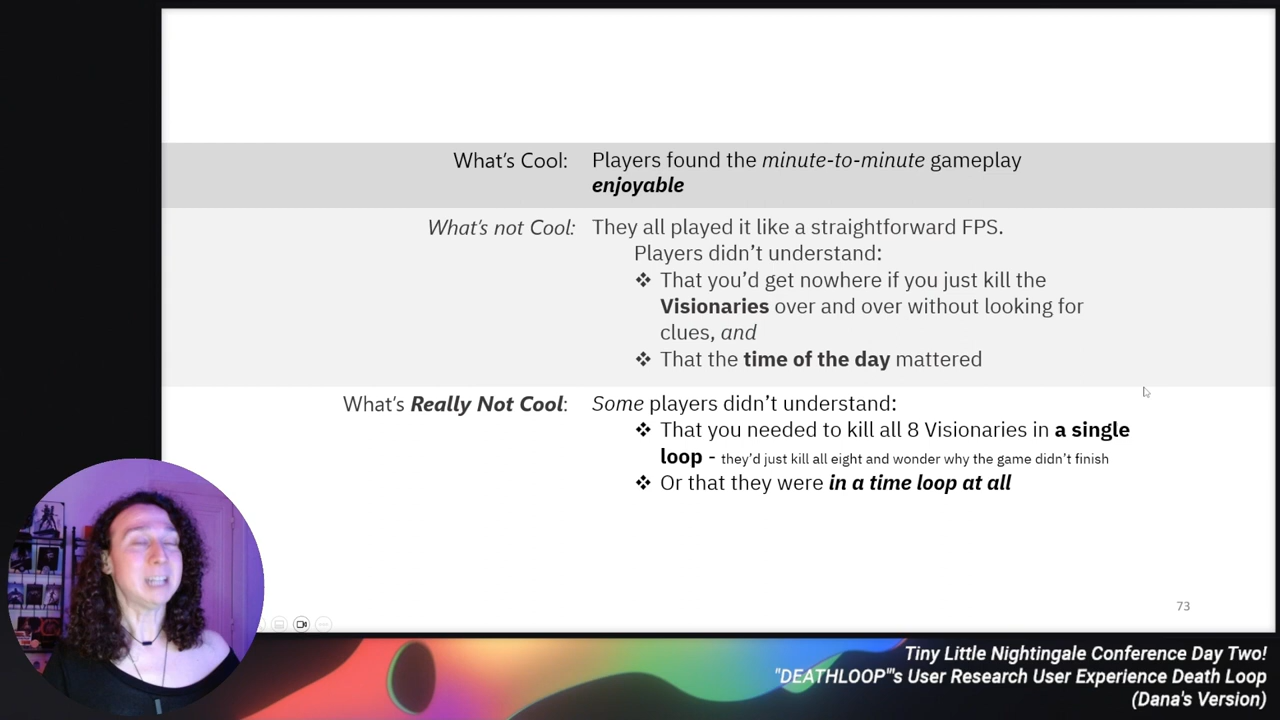 What's Cool: Players found the minute-to-minute gameplay
enjoyable
What's not Cool: They all played it like a straightforward FPS.
Players didn't understand:
❖ That you'd get nowhere if you just kill the
Visionaries over and over without looking for
clues, and
❖ That the time of the day mattered
What's Really Not Cool: Some players didn't understand:
❖ That you needed to kill all 8 Visionaries in a single
loop - they'd just kill all eight and wonder why the game didn't finish
❖ Or that they were in a time loop at all
73
Tiny Little Nightingale Conference Day Two!
"DEATHLOOP"'s User Research User Experience Death Loop
(Dana's Version)